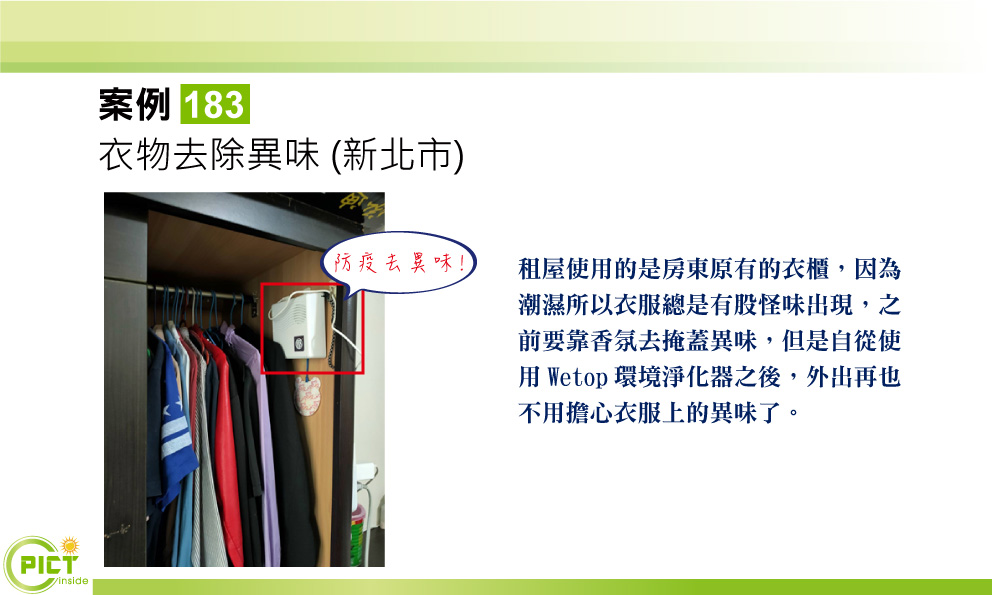 案例 183
衣物去除異味 (新北市)
防疫去異味!
租屋使用的是房東原有的衣櫃，因為
潮濕所以衣服總是有股怪味出現，之
前要靠香氛去掩蓋異味，但是自從使
用 Wetop 環境淨化器之後，外出再也
不用擔心衣服上的異味了。
PICT
inside